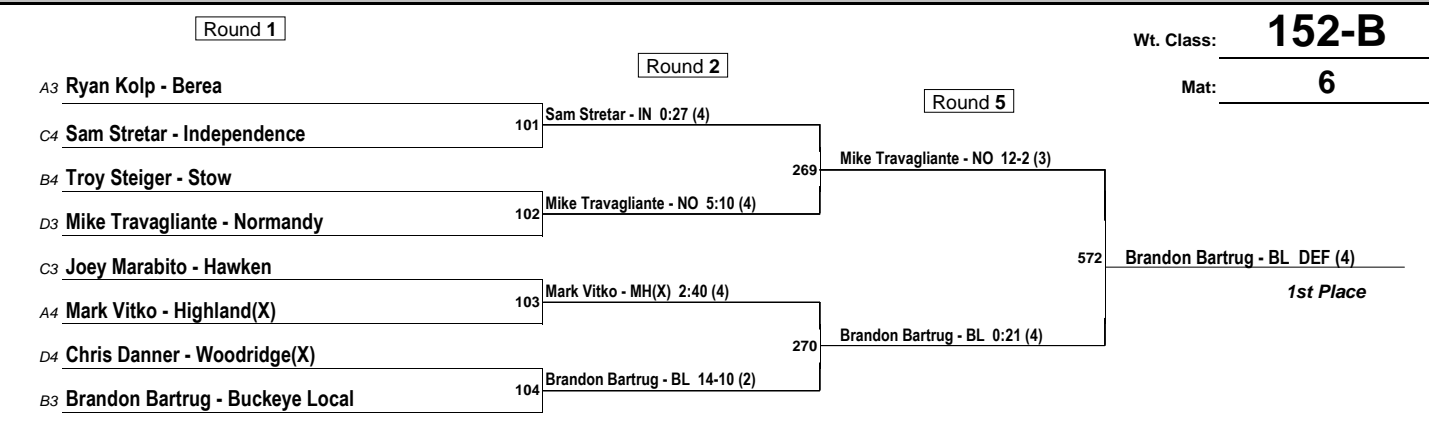 Round 1
Wt. Class: 152-B
Round 2
Mat: 6
Round 5
A3 Ryan Kolp - Berea
C4 Sam Stretar - Independence
B4 Troy Steiger - Stow
D3 Mike Travagliante - Normandy
C3 Joey Marabito - Hawken
A4 Mark Vitko - Highland(X)
D4 Chris Danner - Woodridge(X)
B3 Brandon Bartrug - Buckeye Local
101 Sam Stretar - IN 0:27 (4)
102 Mike Travagliante - NO 5:10 (4)
103 Mark Vitko - MH(X) 2:40 (4)
104 Brandon Bartrug - BL 14-10 (2)
269 Mike Travagliante - NO 12-2 (3)
270 Brandon Bartrug - BL 0:21 (4)
572 Brandon Bartrug - BL DEF (4)
1st Place